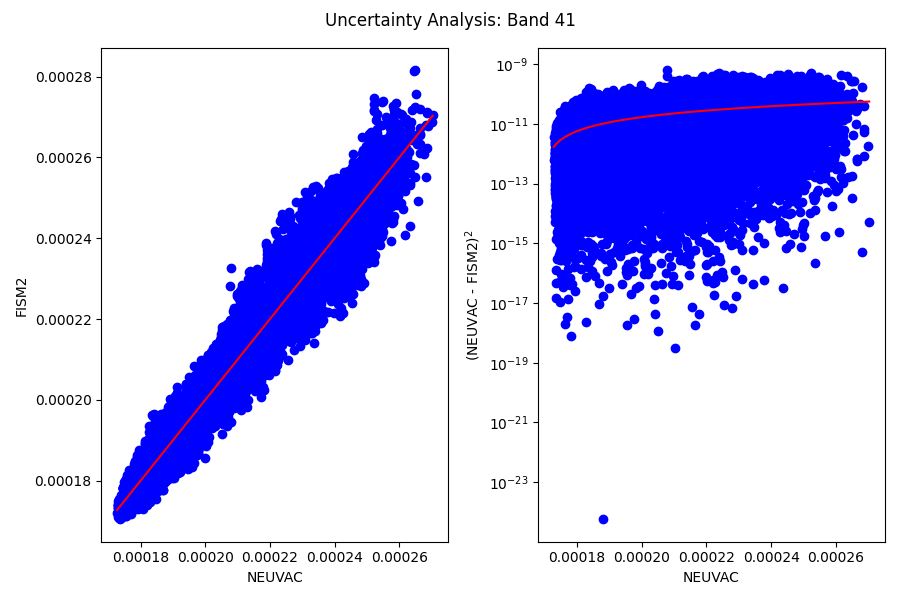 Uncertainty Analysis: Band 41
FISM2
0.00028
0.00026
0.00024
0.00022
0.00020
0.00018
0.00018 0.00020 0.00022 0.00024 0.00026
NEUVAC
(NEUVAC - FISM2)²
10⁻⁹
10⁻¹¹
10⁻¹³
10⁻¹⁵
10⁻¹⁷
10⁻¹⁹
10⁻²¹
10⁻²³
0.00018 0.00020 0.00022 0.00024 0.00026
NEUVAC